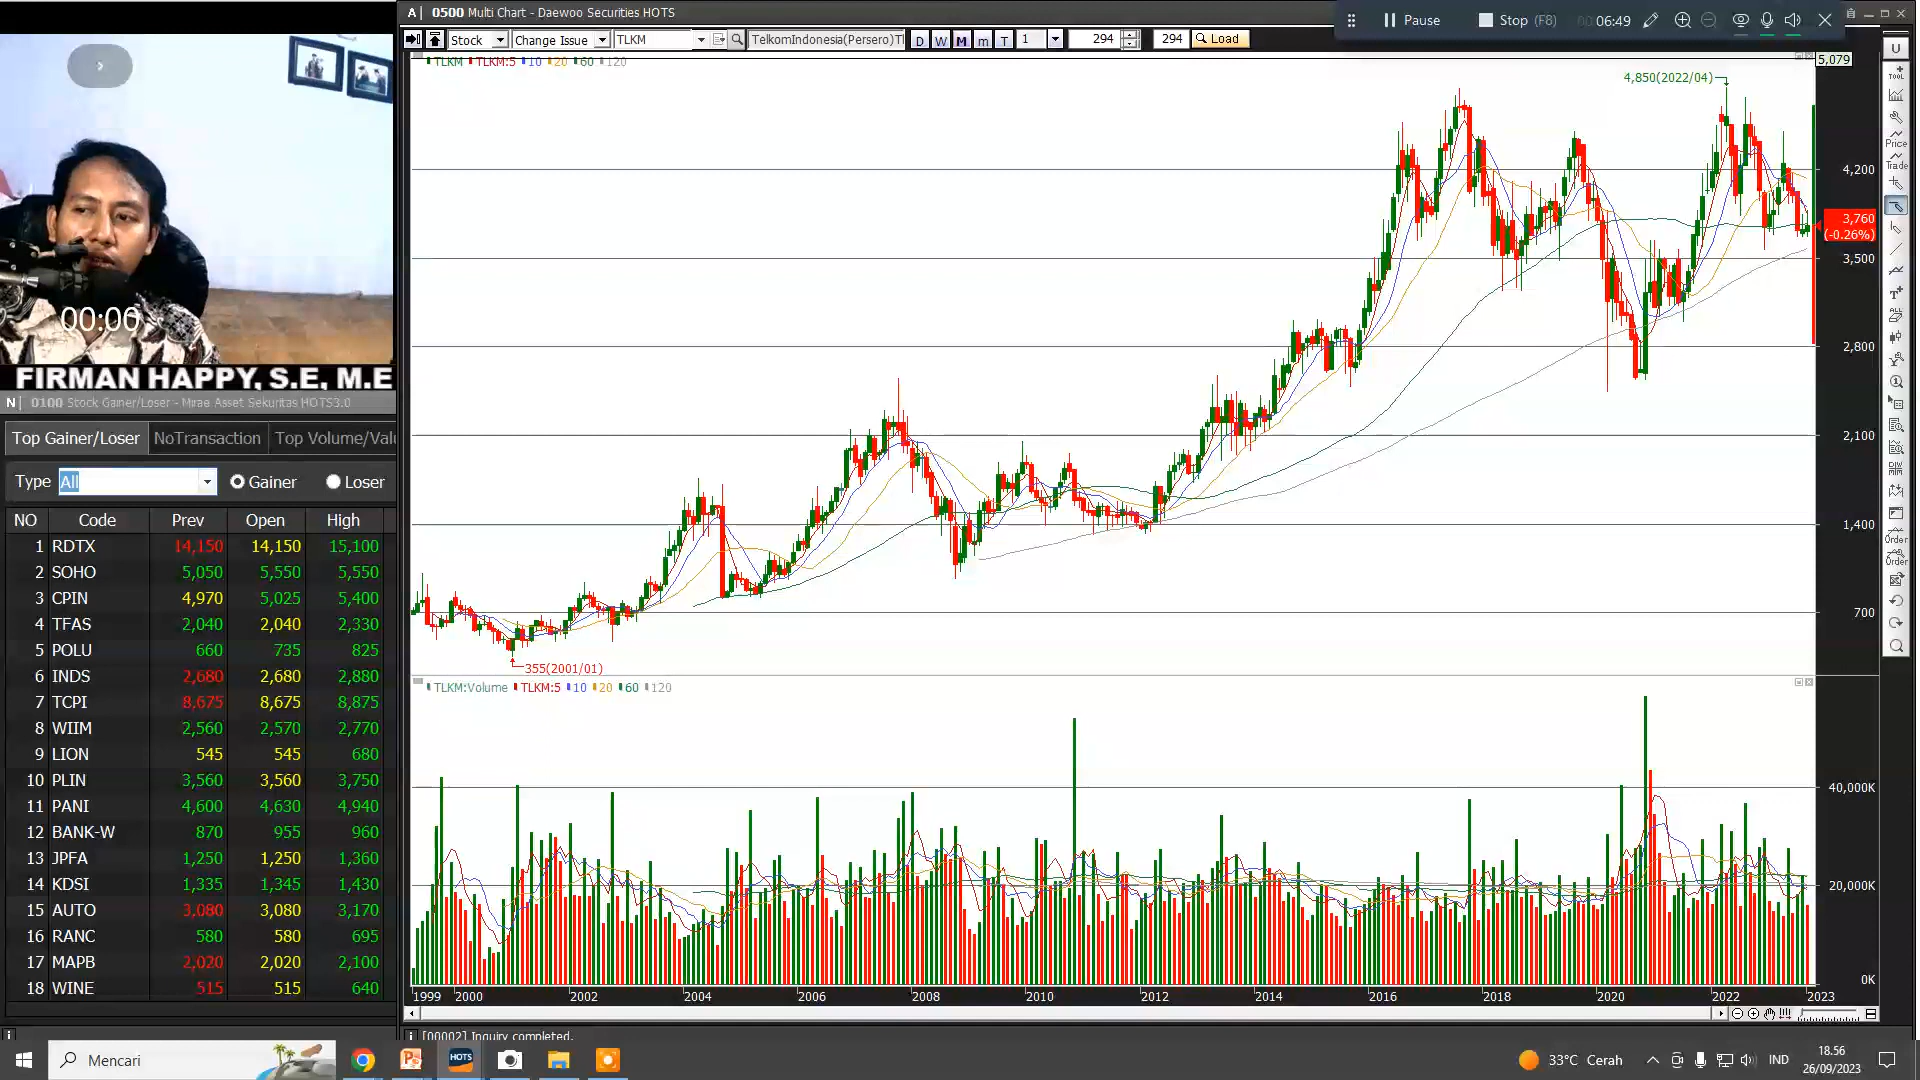 A 0500 Multi Chart - Daewoo Securities HOTS
Pause
Stop (F8)
00:06:49
Stock
Change Issue
TLKM
TelkomIndonesia(Persero)T
D W M m T
1
294
294
Load
TLKM TLKM:5 10 20 60 120
5,079
4,850(2022/04)
4,200
3,760
(-0.26%)
3,500
2,800
2,100
1,400
700
355(2001/01)
TLKM:Volume TLKM:5 10 20 60 120
40,000K
20,000K
0K
1999 2000 2002 2004 2006 2008 2010 2012 2014 2016 2018 2020 2022 2023
[00002] Inquiry completed.
U
TOOL
Price
Trade
T
ALL
DIV
MIN
Order
Order
00:00
FIRMAN HAPPY, S.E, M.E
N 0100 Stock Gainer/Loser - Mirae Asset Sekuritas HOTS3.0
Top Gainer/Loser
NoTransaction
Top Volume/Valu
Type
All
Gainer
Loser
NO Code Prev Open High
1 RDTX 14,150 14,150 15,100
2 SOHO 5,050 5,550 5,550
3 CPIN 4,970 5,025 5,400
4 TFAS 2,040 2,040 2,330
5 POLU 660 735 825
6 INDS 2,680 2,680 2,880
7 TCPI 8,675 8,675 8,875
8 WIIM 2,560 2,570 2,770
9 LION 545 545 680
10 PLIN 3,560 3,560 3,750
11 PANI 4,600 4,630 4,940
12 BANK-W 870 955 960
13 JPFA 1,250 1,250 1,360
14 KDSI 1,335 1,345 1,430
15 AUTO 3,080 3,080 3,170
16 RANC 580 580 695
17 MAPB 2,020 2,020 2,100
18 WINE 515 515 640
Mencari
HOTS
33°C Cerah
IND
18.56
26/09/2023